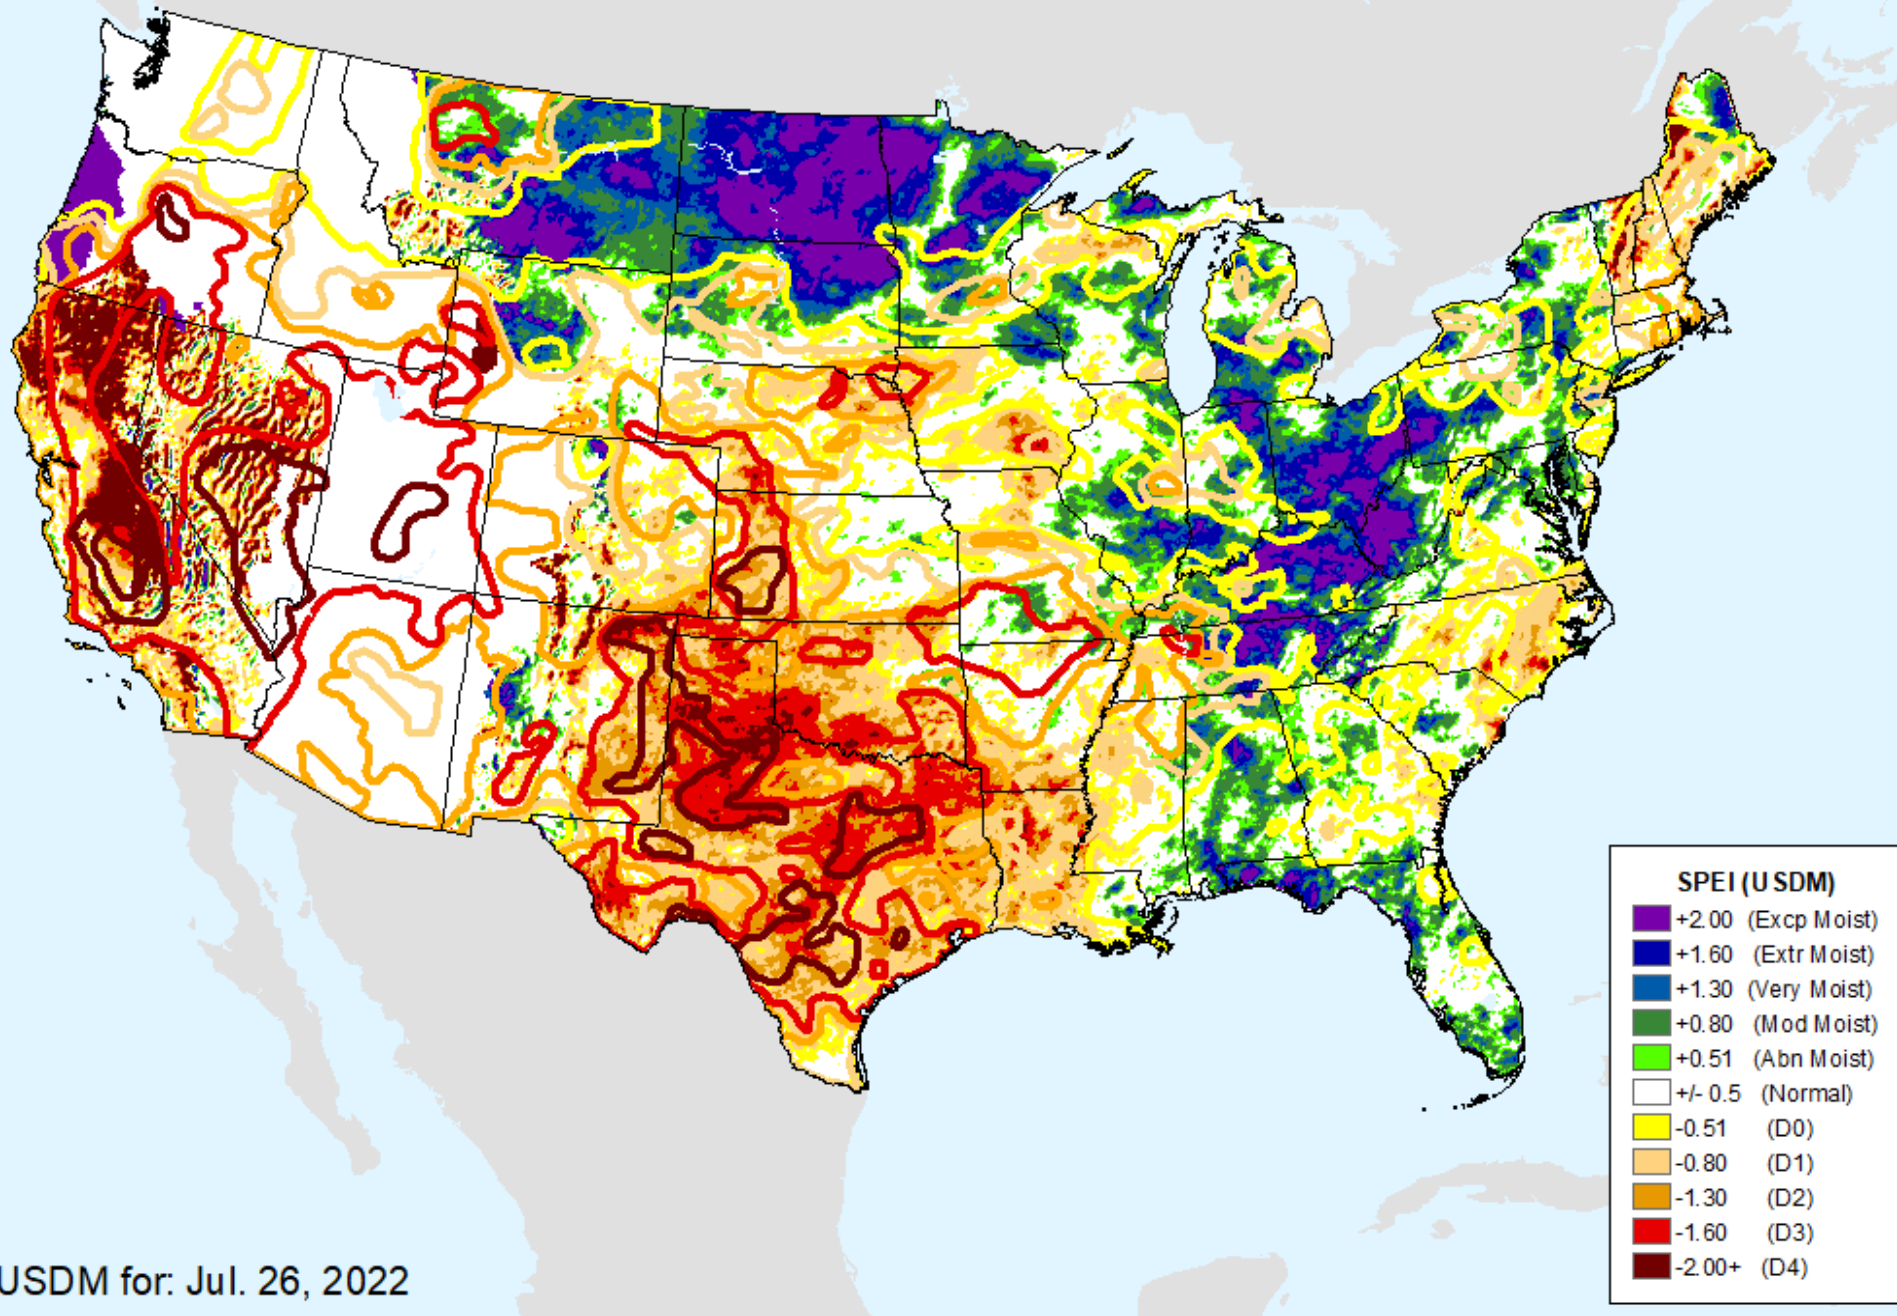 SPEI (USDM)
+2.00 (Excp Moist)
+1.60 (Extr Moist)
+1.30 (Very Moist)
+0.80 (Mod Moist)
+0.51 (Abn Moist)
+/- 0.5 (Normal)
-0.51 (D0)
-0.80 (D1)
-1.30 (D2)
-1.60 (D3)
-2.00+ (D4)
USDM for: Jul. 26, 2022